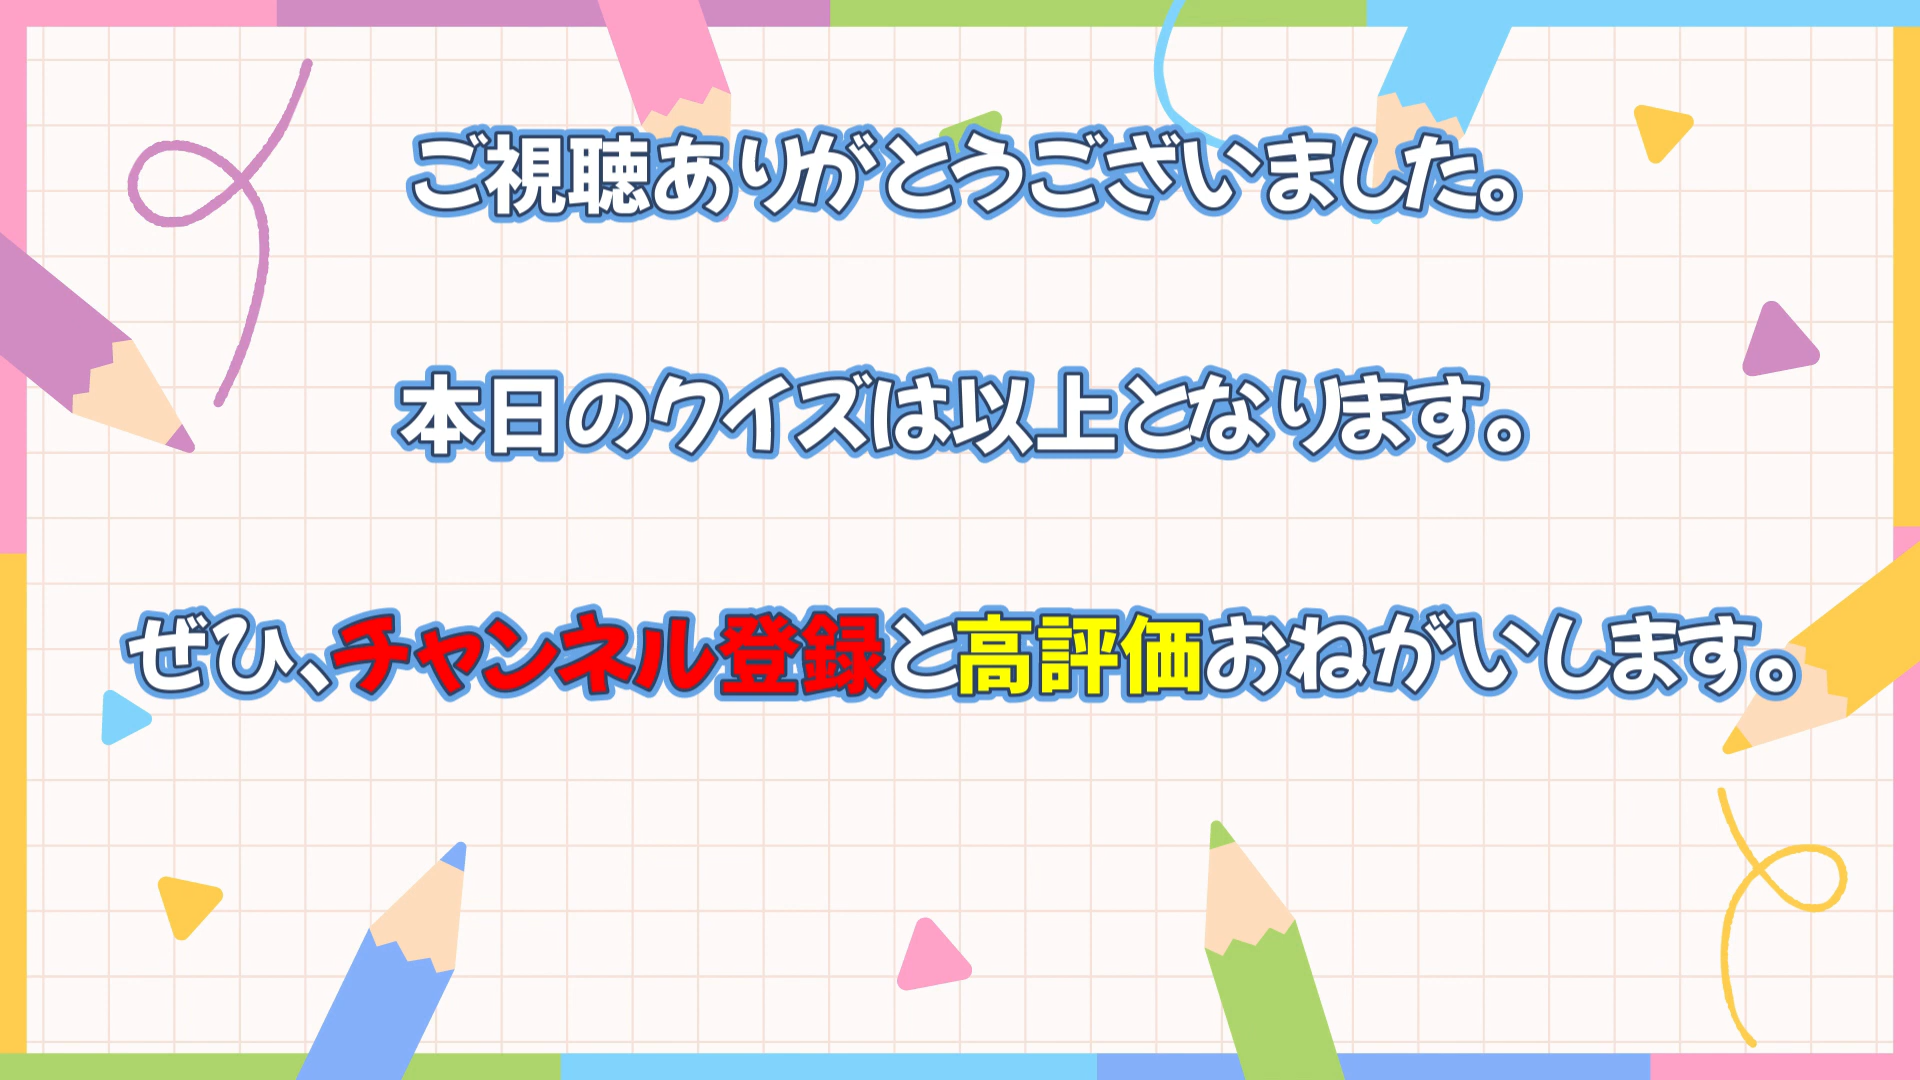 ご視聴ありがとうございました。
本日のクイズは以上となります。
ぜひ、チャンネル登録と高評価おねがいします。